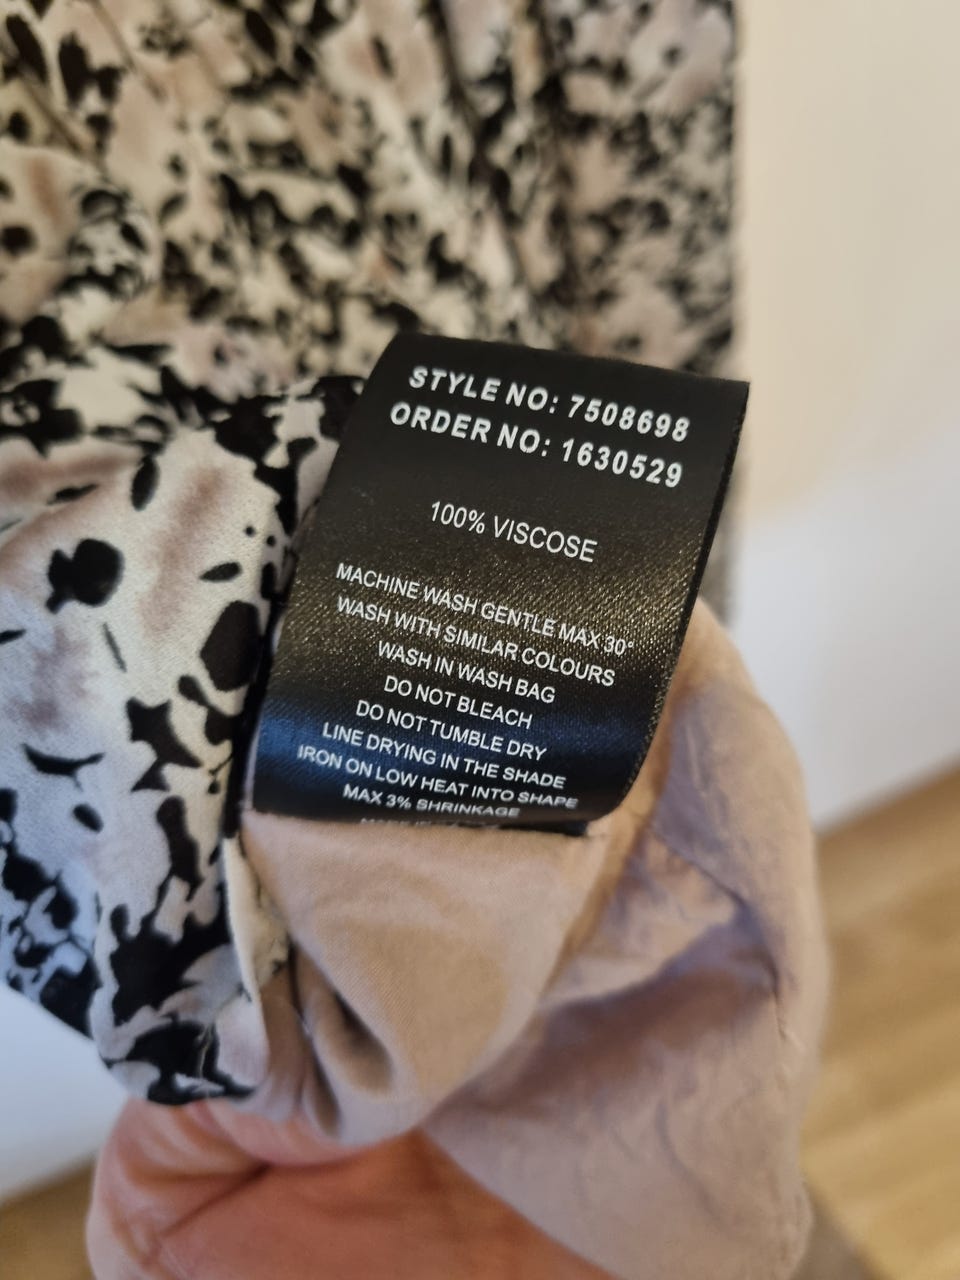 STYLE NO: 7508698
ORDER NO: 1630529
100% VISCOSE
MACHINE WASH GENTLE MAX 30°
WASH WITH SIMILAR COLOURS
WASH IN WASH BAG
DO NOT BLEACH
DO NOT TUMBLE DRY
LINE DRYING IN THE SHADE
IRON ON LOW HEAT INTO SHAPE
MAX 3% SHRINKAGE